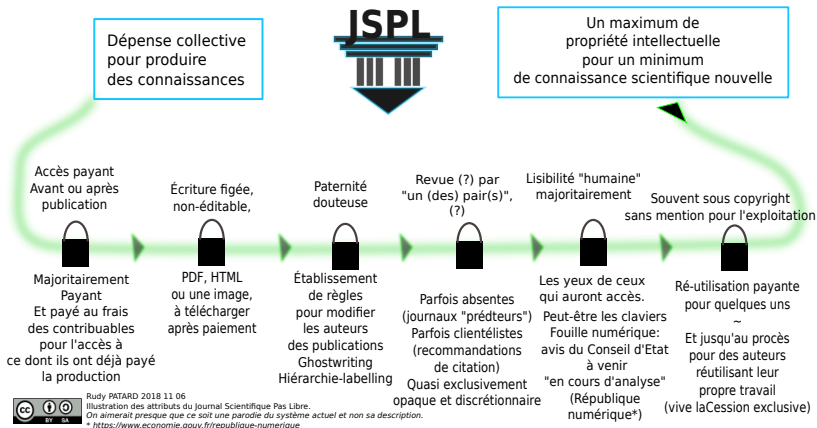 JSPL
Dépense collective
pour produire
des connaissances
Un maximum de
propriété intellectuelle
pour un minimum
de connaissance scientifique nouvelle
Accès payant
Avant ou après
publication
Écriture figée,
non-éditable,
Paternité
douteuse
Revue (?) par
"un (des) pair(s)",
(?)
Lisibilité "humaine"
majoritairement
Souvent sous copyright
sans mention pour l'exploitation
Majoritairement
Payant
Et payé au frais
des contribuables
pour l'accès à
ce dont ils ont déjà payé
la production
PDF, HTML
ou une image,
à télécharger
après paiement
Établissement
de règles
pour modifier
les auteurs
des publications
Ghostwriting
Hiérarchie-labelling
Parfois absentes
(journaux "prédteurs")
Parfois clientélistes
(recommandations
de citation)
Quasi exclusivement
opaque et discrétionnaire
Les yeux de ceux
qui auront accès.
Peut-être les claviers
Fouille numérique:
avis du Conseil d'Etat
à venir
"en cours d'analyse"
(République
numérique*)
Ré-utilisation payante
pour quelques uns
~
Et jusqu'au procès
pour des auteurs
réutilisant leur
propre travail
(vive laCession exclusive)
cc BY SA
Rudy PATARD 2018 11 06
Illustration des attributs du Journal Scientifique Pas Libre.
On aimerait presque que ce soit une parodie du système actuel et non sa description.
* https://www.economie.gouv.fr/republique-numerique